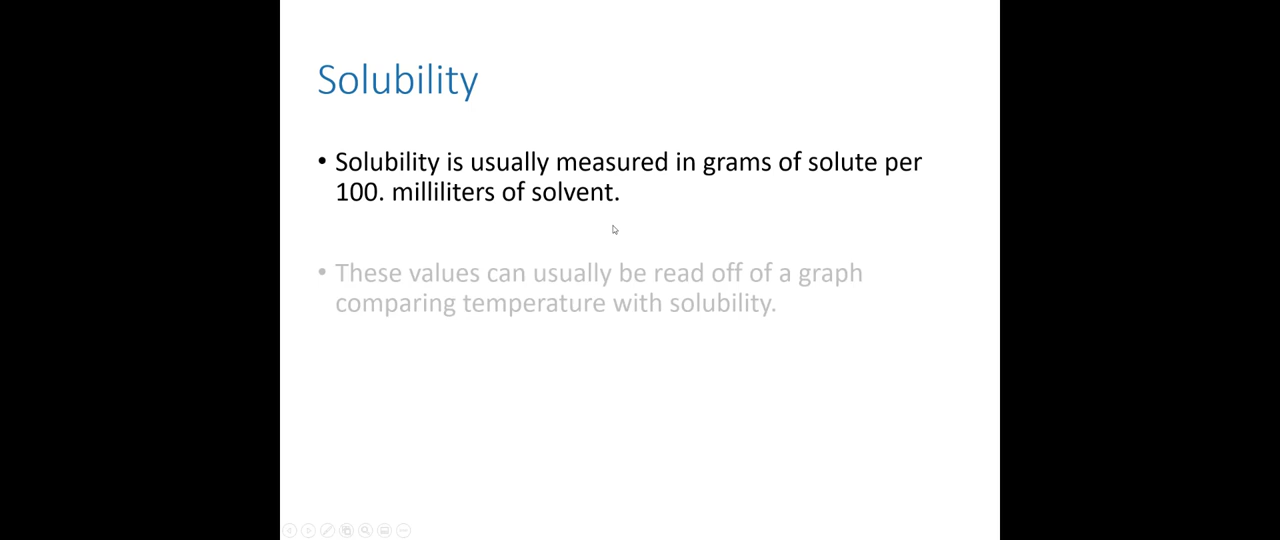 Solubility
• Solubility is usually measured in grams of solute per
100. milliliters of solvent.
• These values can usually be read off of a graph
comparing temperature with solubility.